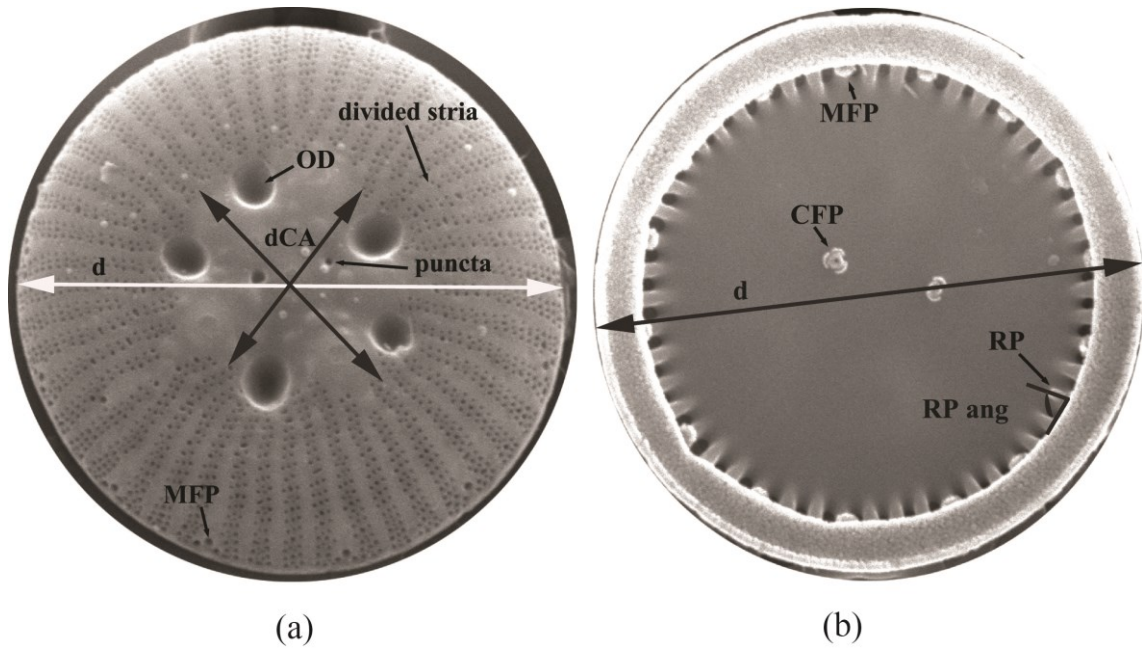 divided stria
OD
dCA
puncta
d
MFP
(a)
MFP
CFP
d
RP
RP ang
(b)